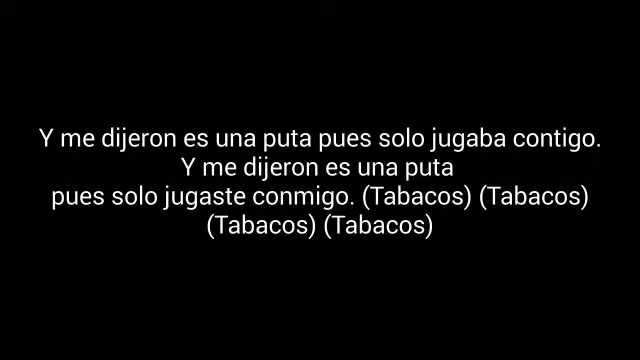 Y me dijeron es una puta pues solo jugaba contigo.
Y me dijeron es una puta
pues solo jugaste conmigo. (Tabacos) (Tabacos)
(Tabacos) (Tabacos)